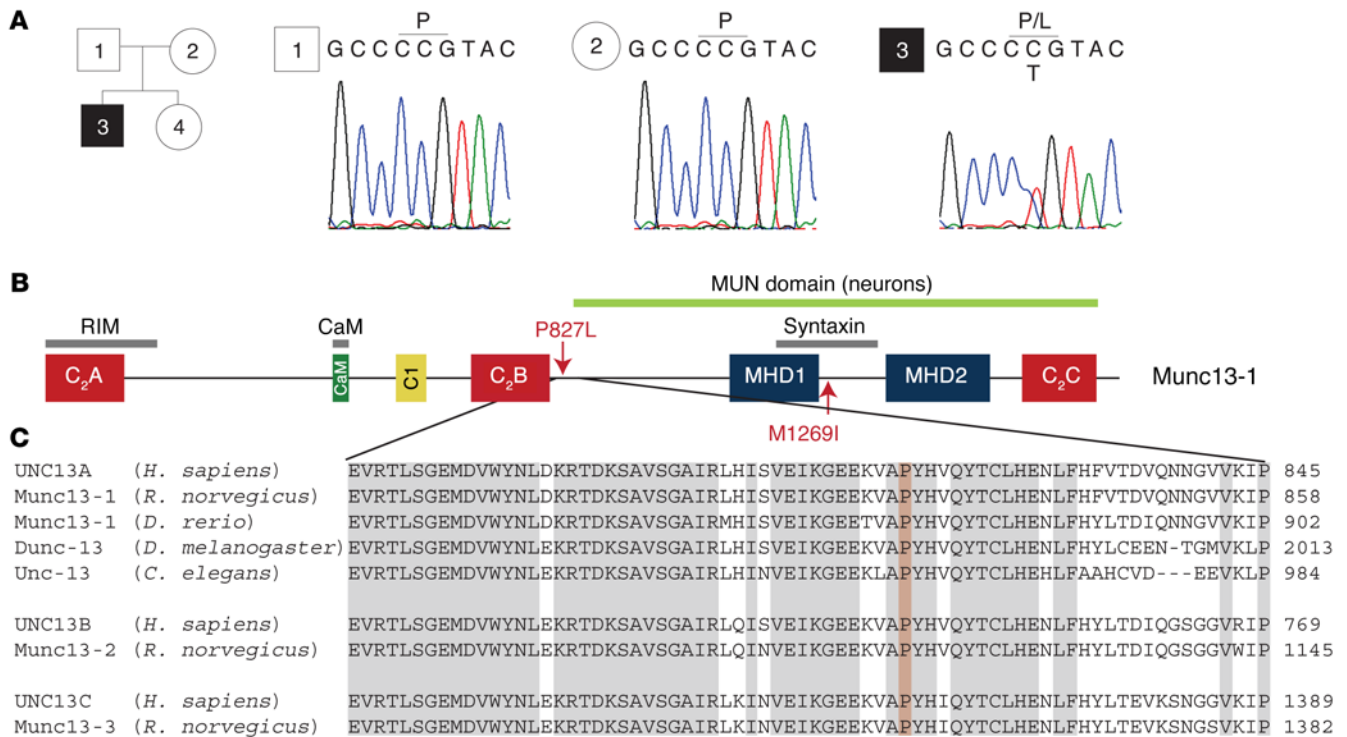 A
1
2
3
4
1
P
G C C C C G T A C
2
P
G C C C C G T A C
3
P/L
G C C C C G T A C
T
B
MUN domain (neurons)
RIM
CaM
P827L
Syntaxin
C2A
CaM
C1
C2B
MHD1
MHD2
C2C
Munc13-1
M1269I
C
UNC13A (H. sapiens) EVRTLSGEMDVWYNLDKRTDKSAVSGAIRLHISVEIKGEEKVAPYHVQYTCLHENLFHFVTDVQNNGVVKIP 845
Munc13-1 (R. norvegicus) EVRTLSGEMDVWYNLDKRTDKSAVSGAIRLHISVEIKGEEKVAPYHVQYTCLHENLFHFVTDVQNNGVVKIP 858
Munc13-1 (D. rerio) EVRTLSGEMDVWYNLDKRTDKSAVSGAIRMHISVEIKGEETVAPYHVQYTCLHENLFHYLTDIQNNGVVKIP 902
Dunc-13 (D. melanogaster) EVRTLSGEMDVWYNLEKRTDKSAVSGAIRLHISVEIKGEEKVAPYHVQYTCLHENLFHYLCEEN-TGMVKLP 2013
Unc-13 (C. elegans) EVRTLSGEMDVWYNLEKRTDKSAVSGAIRLHINVEIKGEEKLAPYHVQYTCLHEHLFAAHCVD---EEVKLP 984
UNC13B (H. sapiens) EVRTLSGEMDVWYNLEKRTDKSAVSGAIRLQISVEIKGEEKVAPYHVQYTCLHENLFHYLTDIQGSGGVRIP 769
Munc13-2 (R. norvegicus) EVRTLSGEMDVWYNLEKRTDKSAVSGAIRLQINVEIKGEEKVAPYHVQYTCLHENLFHYLTDIQGSGGVWIP 1145
UNC13C (H. sapiens) EVRTLSGEMDVWYNLEKRTDKSAVSGAIRLKINVEIKGEEKVAPYHIQYTCLHENLFHYLTEVKSNGGVKIP 1389
Munc13-3 (R. norvegicus) EVRTLSGEMDVWYNLEKRTDKSAVSGAIRLKINVEIKGEEKVAPYHIQYTCLHENLFHYLTEVKSNGSVKIP 1382